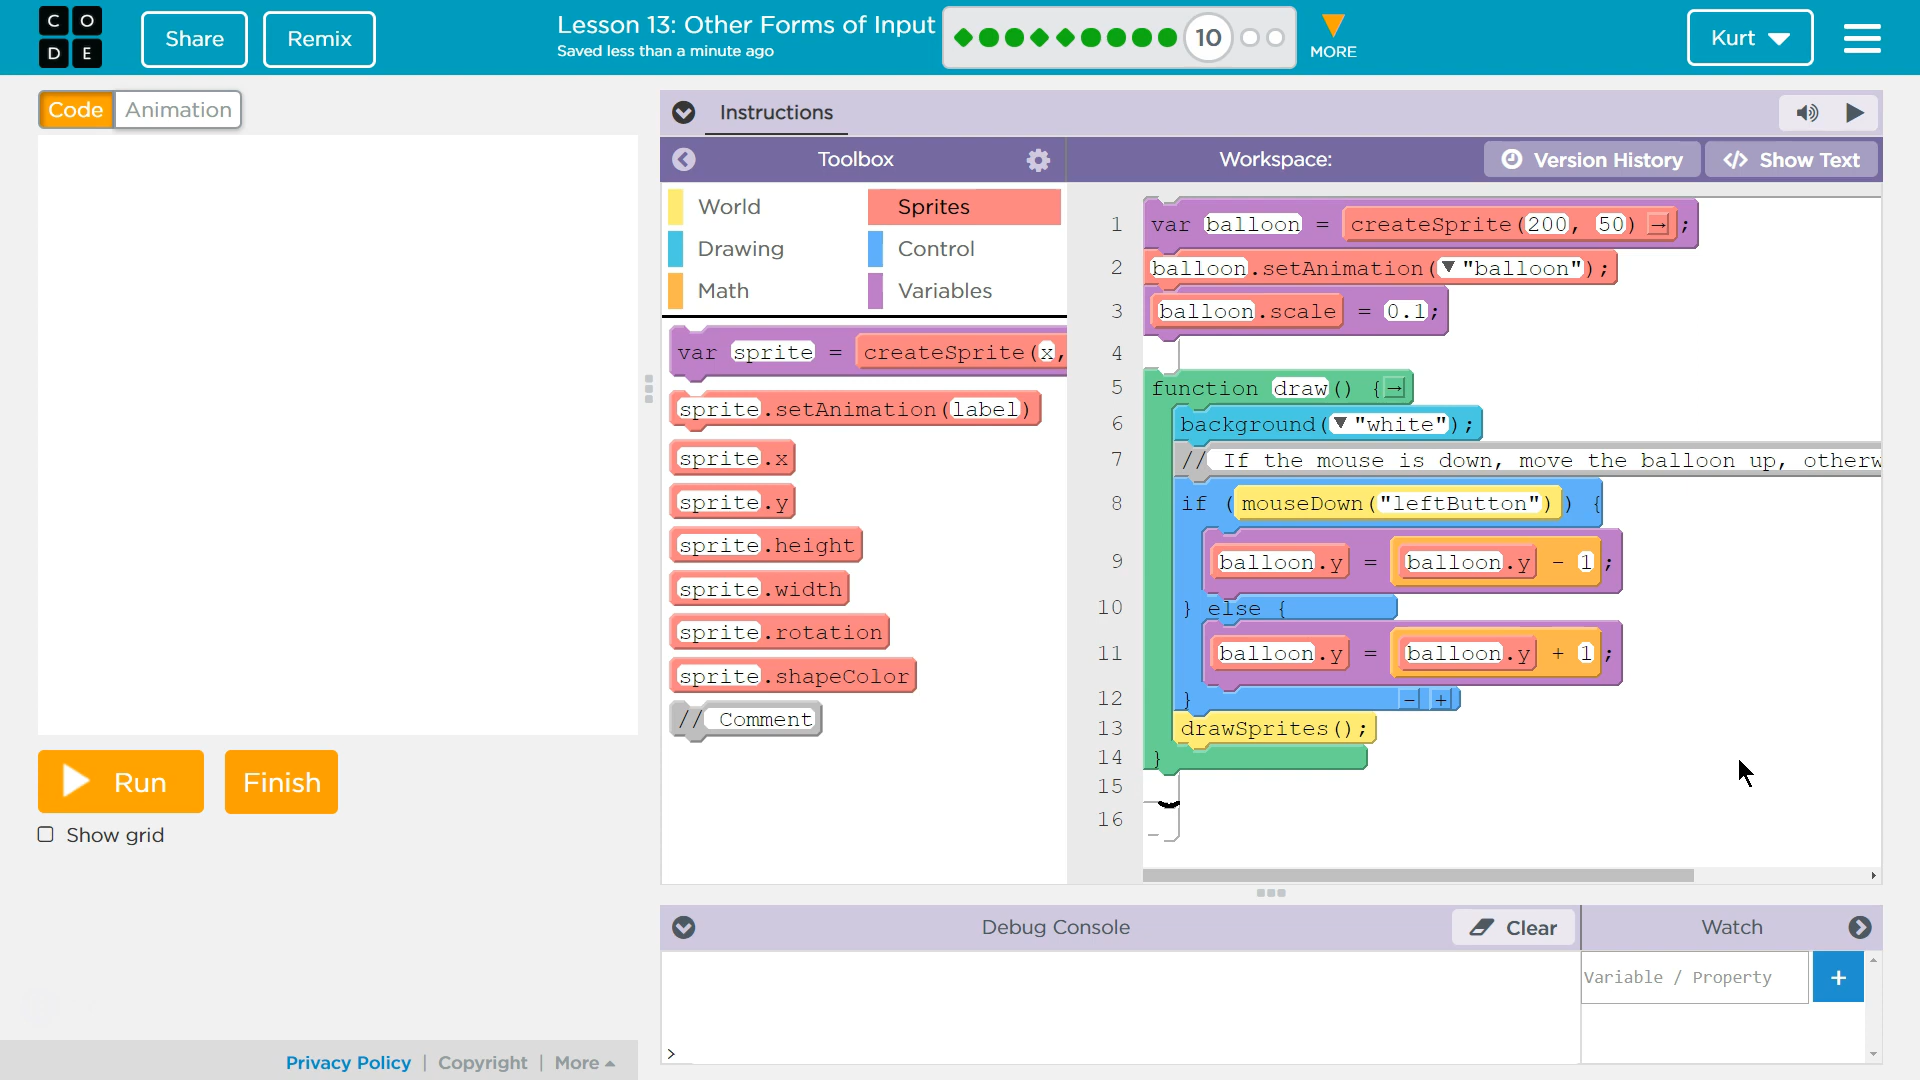 C O D E
Share
Remix
Lesson 13: Other Forms of Input
Saved less than a minute ago
10
MORE
Kurt
Code
Animation
Instructions
Toolbox
Workspace:
Version History
</> Show Text
World
Sprites
Drawing
Control
Math
Variables
var sprite = createSprite(x,
sprite.setAnimation(label)
sprite.x
sprite.y
sprite.height
sprite.width
sprite.rotation
sprite.shapeColor
// Comment
1 var balloon = createSprite(200, 50) → ;
2 balloon.setAnimation(▼"balloon");
3 balloon.scale = 0.1;
4
5 function draw() {→
6 background(▼"white");
7 // If the mouse is down, move the balloon up, otherw
8 if (mouseDown("leftButton")) {
9 balloon.y = balloon.y - 1;
10 } else {
11 balloon.y = balloon.y + 1;
12 } - +
13 drawSprites();
14 }
15
16
Run
Finish
Show grid
Debug Console
Clear
Watch
Variable / Property
+
>
Privacy Policy | Copyright | More